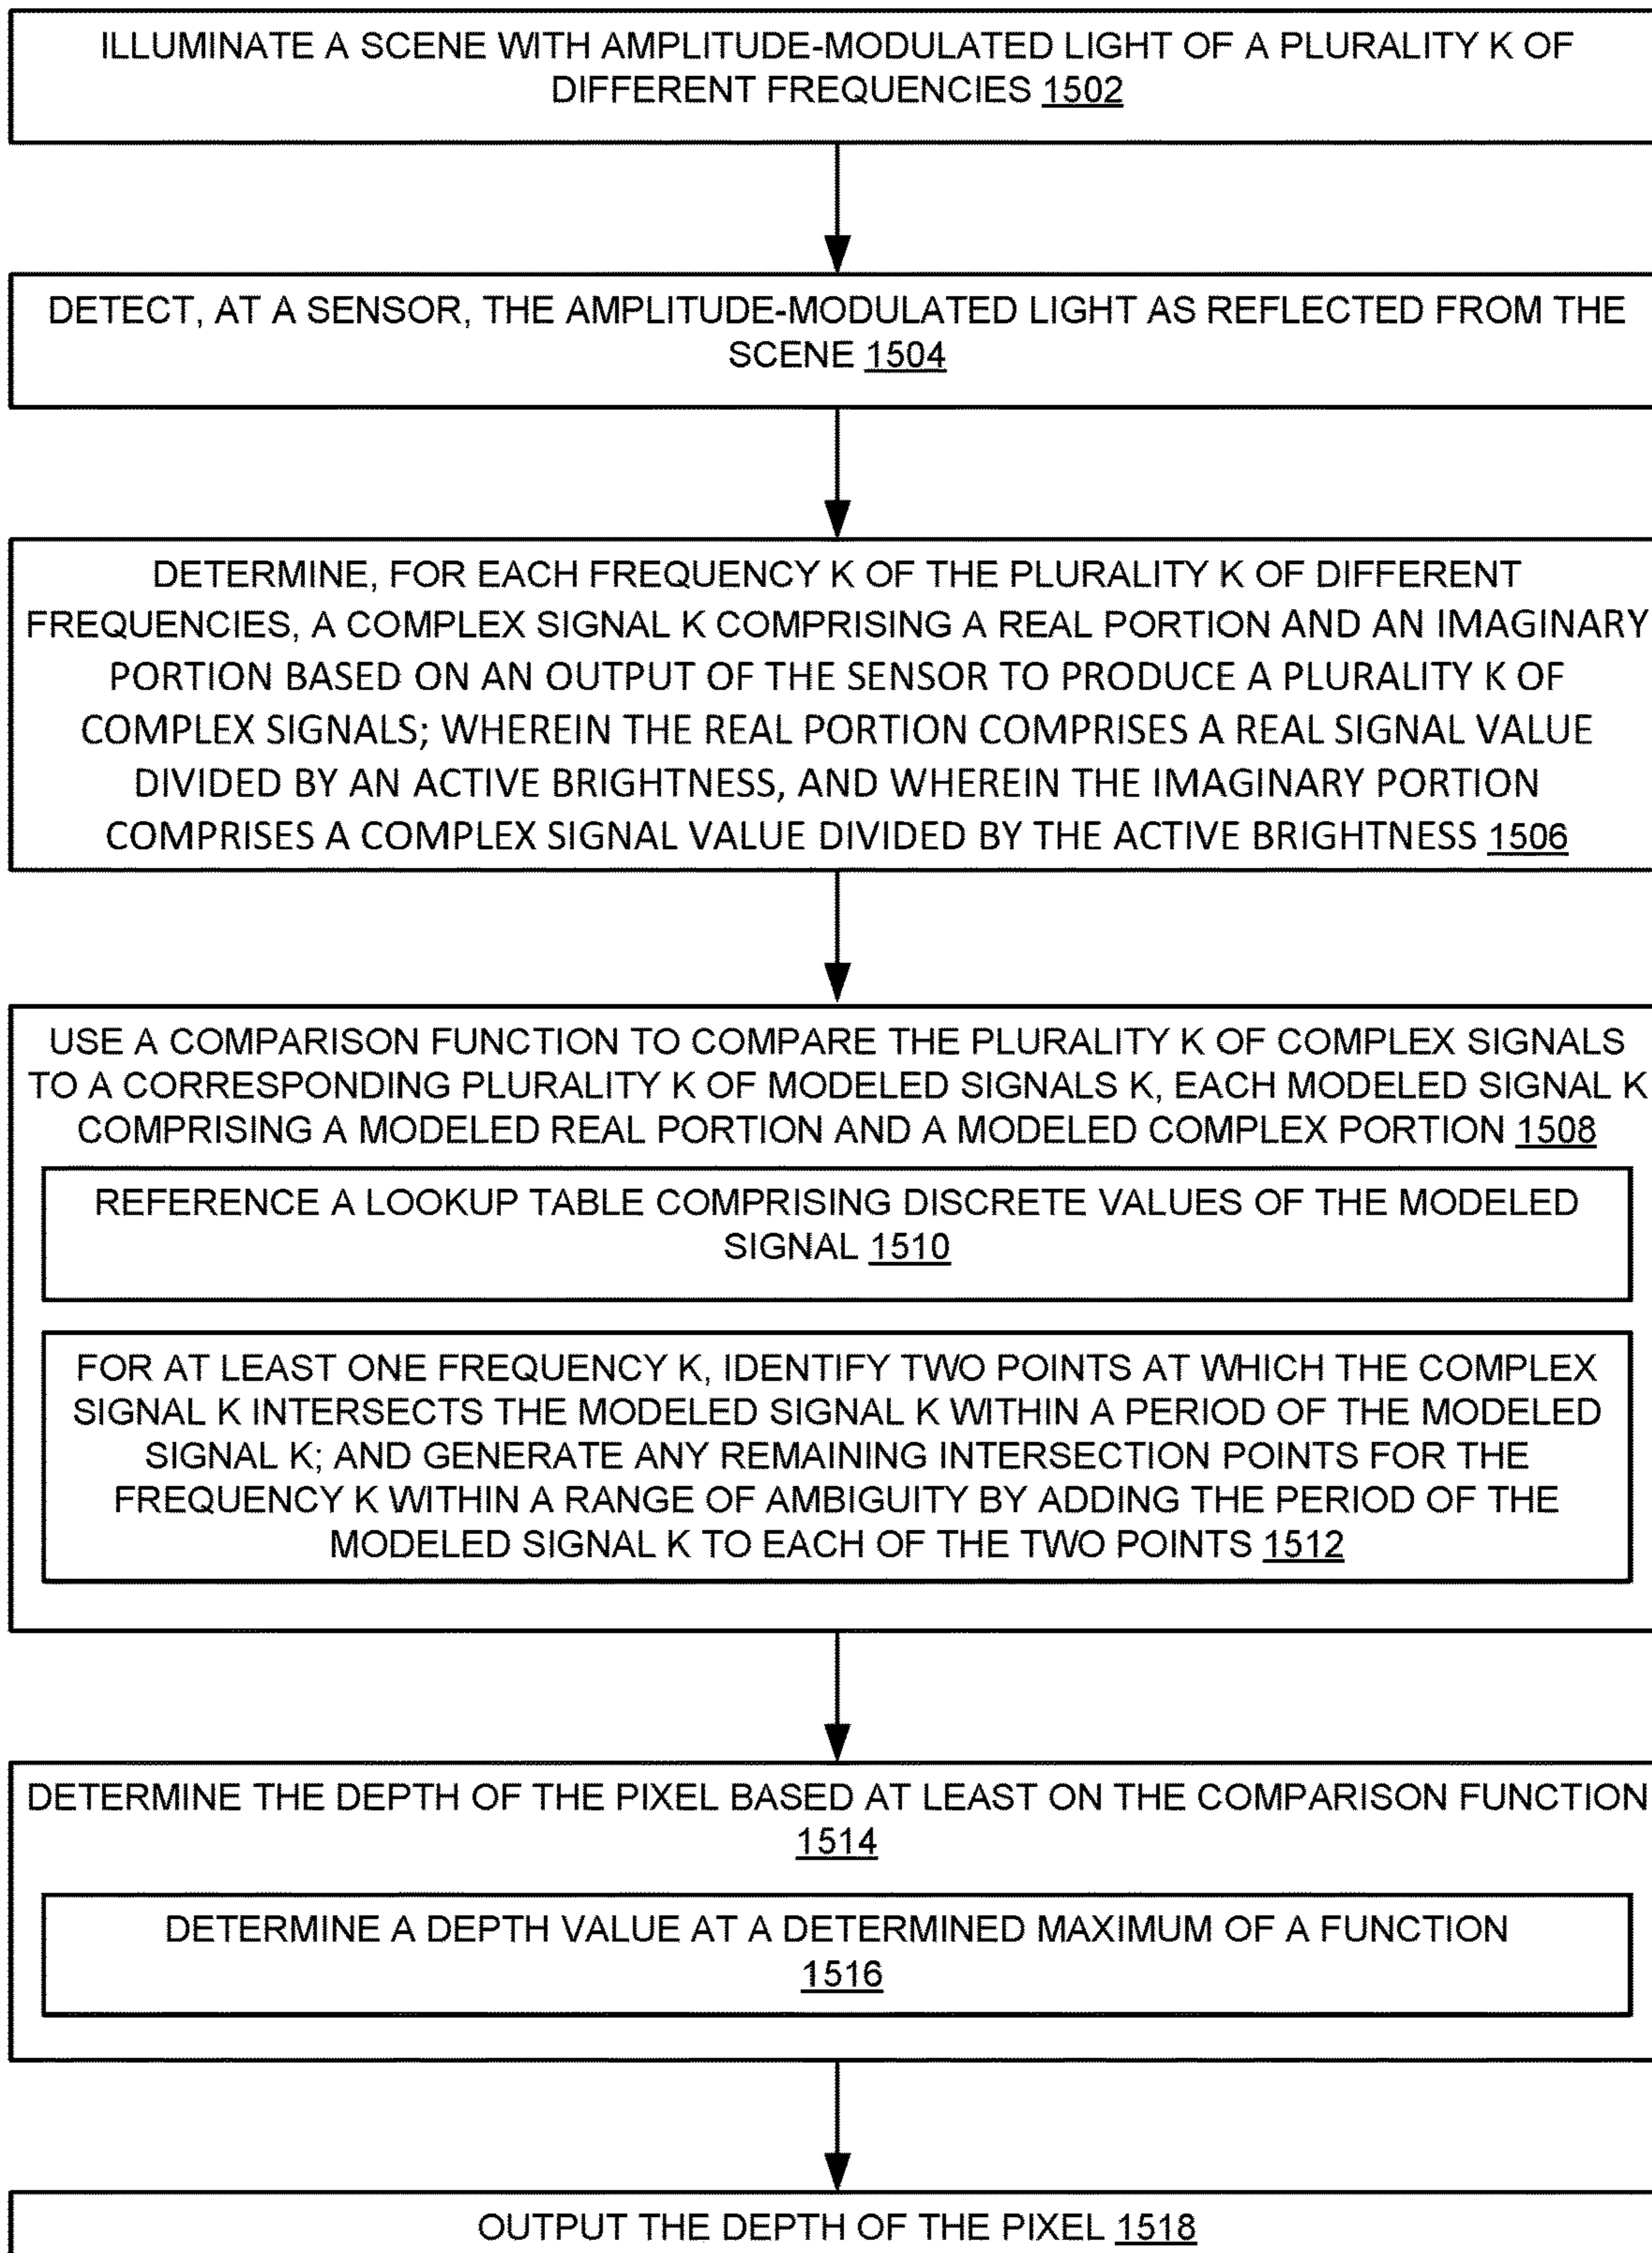 ILLUMINATE A SCENE WITH AMPLITUDE-MODULATED LIGHT OF A PLURALITY K OF
DIFFERENT FREQUENCIES 1502
DETECT, AT A SENSOR, THE AMPLITUDE-MODULATED LIGHT AS REFLECTED FROM THE
SCENE 1504
DETERMINE, FOR EACH FREQUENCY K OF THE PLURALITY K OF DIFFERENT
FREQUENCIES, A COMPLEX SIGNAL K COMPRISING A REAL PORTION AND AN IMAGINARY
PORTION BASED ON AN OUTPUT OF THE SENSOR TO PRODUCE A PLURALITY K OF
COMPLEX SIGNALS; WHEREIN THE REAL PORTION COMPRISES A REAL SIGNAL VALUE
DIVIDED BY AN ACTIVE BRIGHTNESS, AND WHEREIN THE IMAGINARY PORTION
COMPRISES A COMPLEX SIGNAL VALUE DIVIDED BY THE ACTIVE BRIGHTNESS 1506
USE A COMPARISON FUNCTION TO COMPARE THE PLURALITY K OF COMPLEX SIGNALS
TO A CORRESPONDING PLURALITY K OF MODELED SIGNALS K, EACH MODELED SIGNAL K
COMPRISING A MODELED REAL PORTION AND A MODELED COMPLEX PORTION 1508
REFERENCE A LOOKUP TABLE COMPRISING DISCRETE VALUES OF THE MODELED
SIGNAL 1510
FOR AT LEAST ONE FREQUENCY K, IDENTIFY TWO POINTS AT WHICH THE COMPLEX
SIGNAL K INTERSECTS THE MODELED SIGNAL K WITHIN A PERIOD OF THE MODELED
SIGNAL K; AND GENERATE ANY REMAINING INTERSECTION POINTS FOR THE
FREQUENCY K WITHIN A RANGE OF AMBIGUITY BY ADDING THE PERIOD OF THE
MODELED SIGNAL K TO EACH OF THE TWO POINTS 1512
DETERMINE THE DEPTH OF THE PIXEL BASED AT LEAST ON THE COMPARISON FUNCTION
1514
DETERMINE A DEPTH VALUE AT A DETERMINED MAXIMUM OF A FUNCTION
1516
OUTPUT THE DEPTH OF THE PIXEL 1518